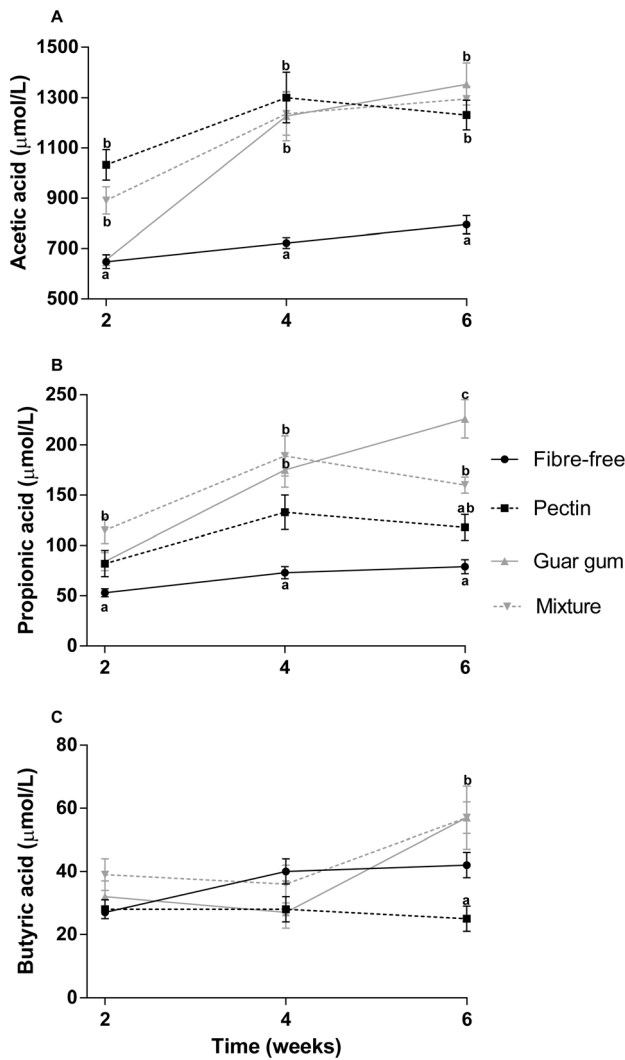 A
Acetic acid (μmol/L)
1500
1300
1100
900
700
500
b
b
a
b
b
a
b
b
a
2
4
6
B
Propionic acid (μmol/L)
250
200
150
100
50
0
b
a
b
b
a
c
b
ab
a
2
4
6
Fibre-free
Pectin
Guar gum
Mixture
C
Butyric acid (μmol/L)
80
60
40
20
0
b
a
2
4
6
Time (weeks)